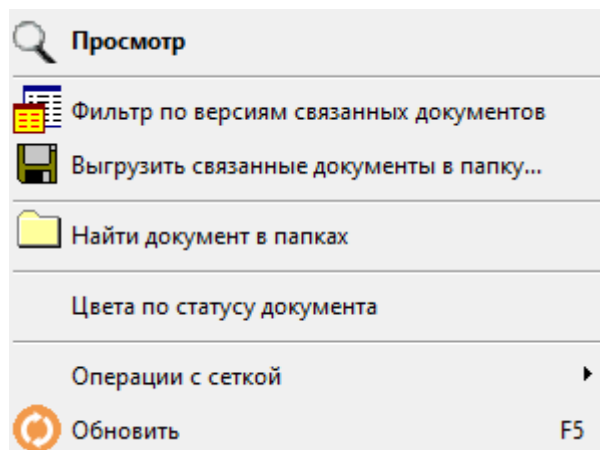 Просмотр
Фильтр по версиям связанных документов
Выгрузить связанные документы в папку...
Найти документ в папках
Цвета по статусу документа
Операции с сеткой
Обновить F5